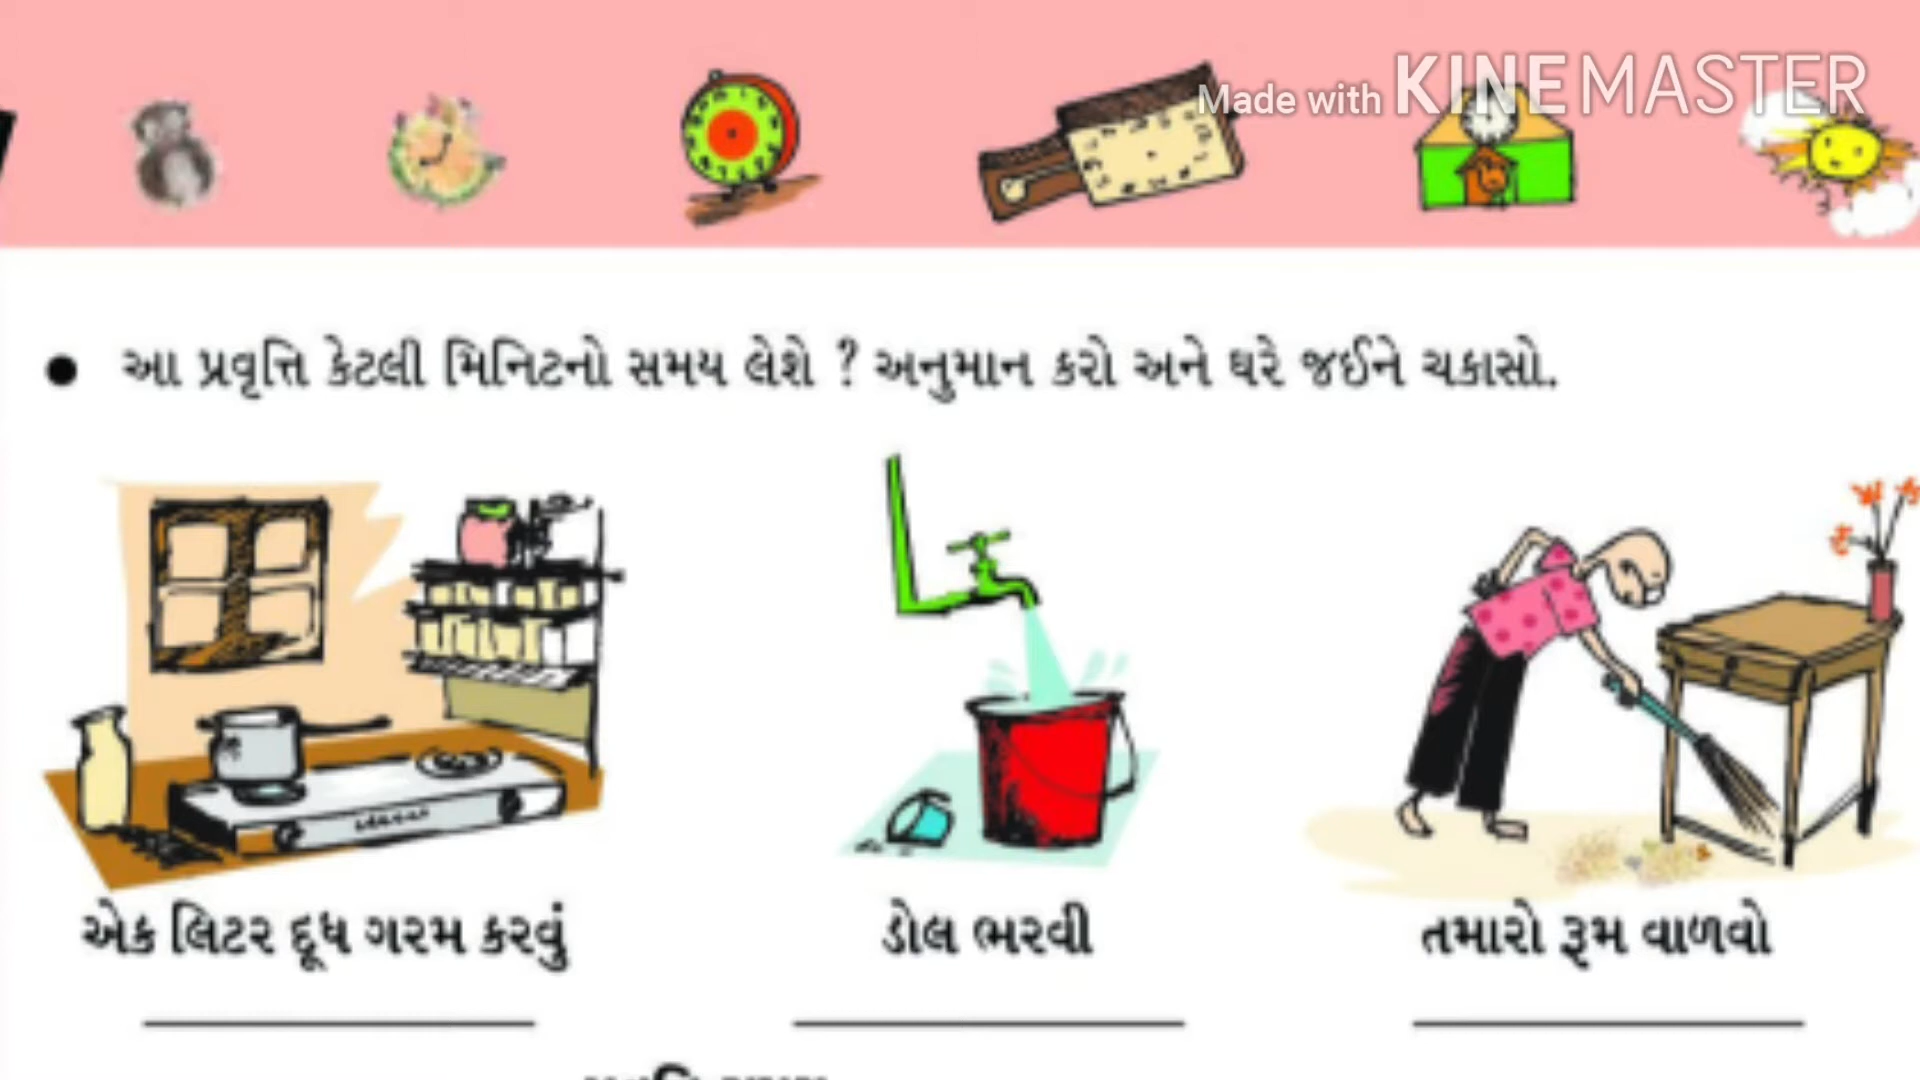 Made with KINEMASTER
● આ પ્રવૃત્તિ કેટલી મિનિટનો સમય લેશે ? અનુમાન કરો અને ઘરે જઈને ચકાસો.
એક લિટર દૂધ ગરમ કરવું
ડોલ ભરવી
તમારો રૂમ વાળવો